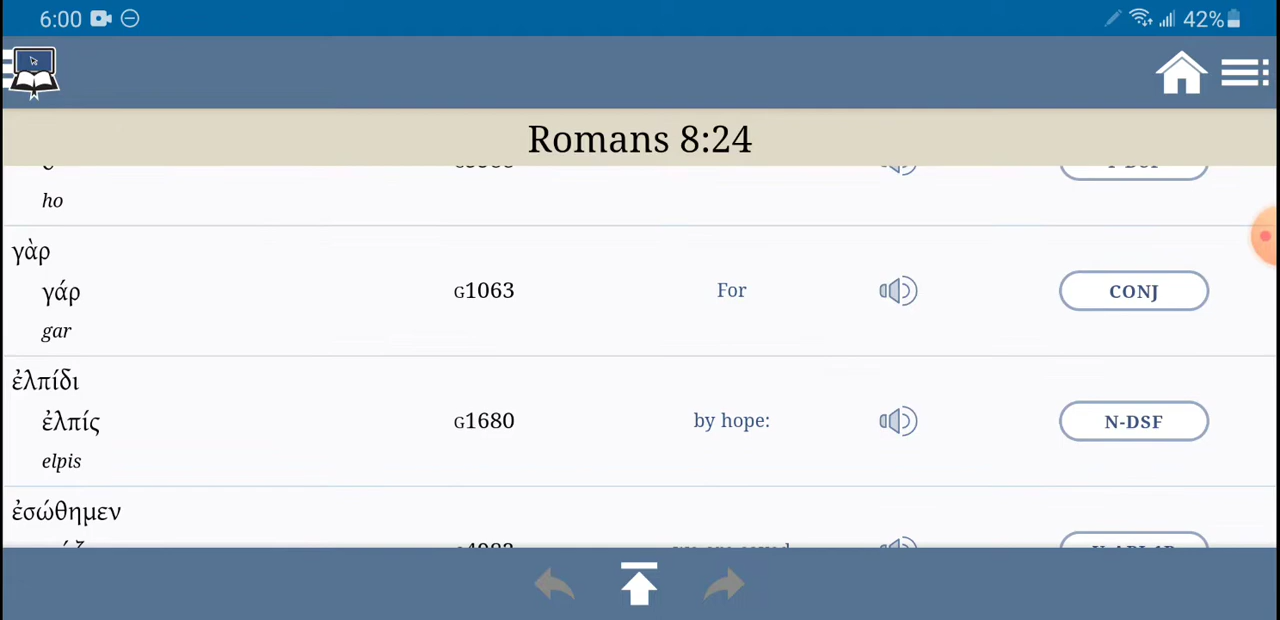 6:00 42%
Romans 8:24
ho
γὰρ
γάρ G1063 For CONJ
gar
ἐλπίδι
ἐλπίς G1680 by hope: N-DSF
elpis
ἐσώθημεν